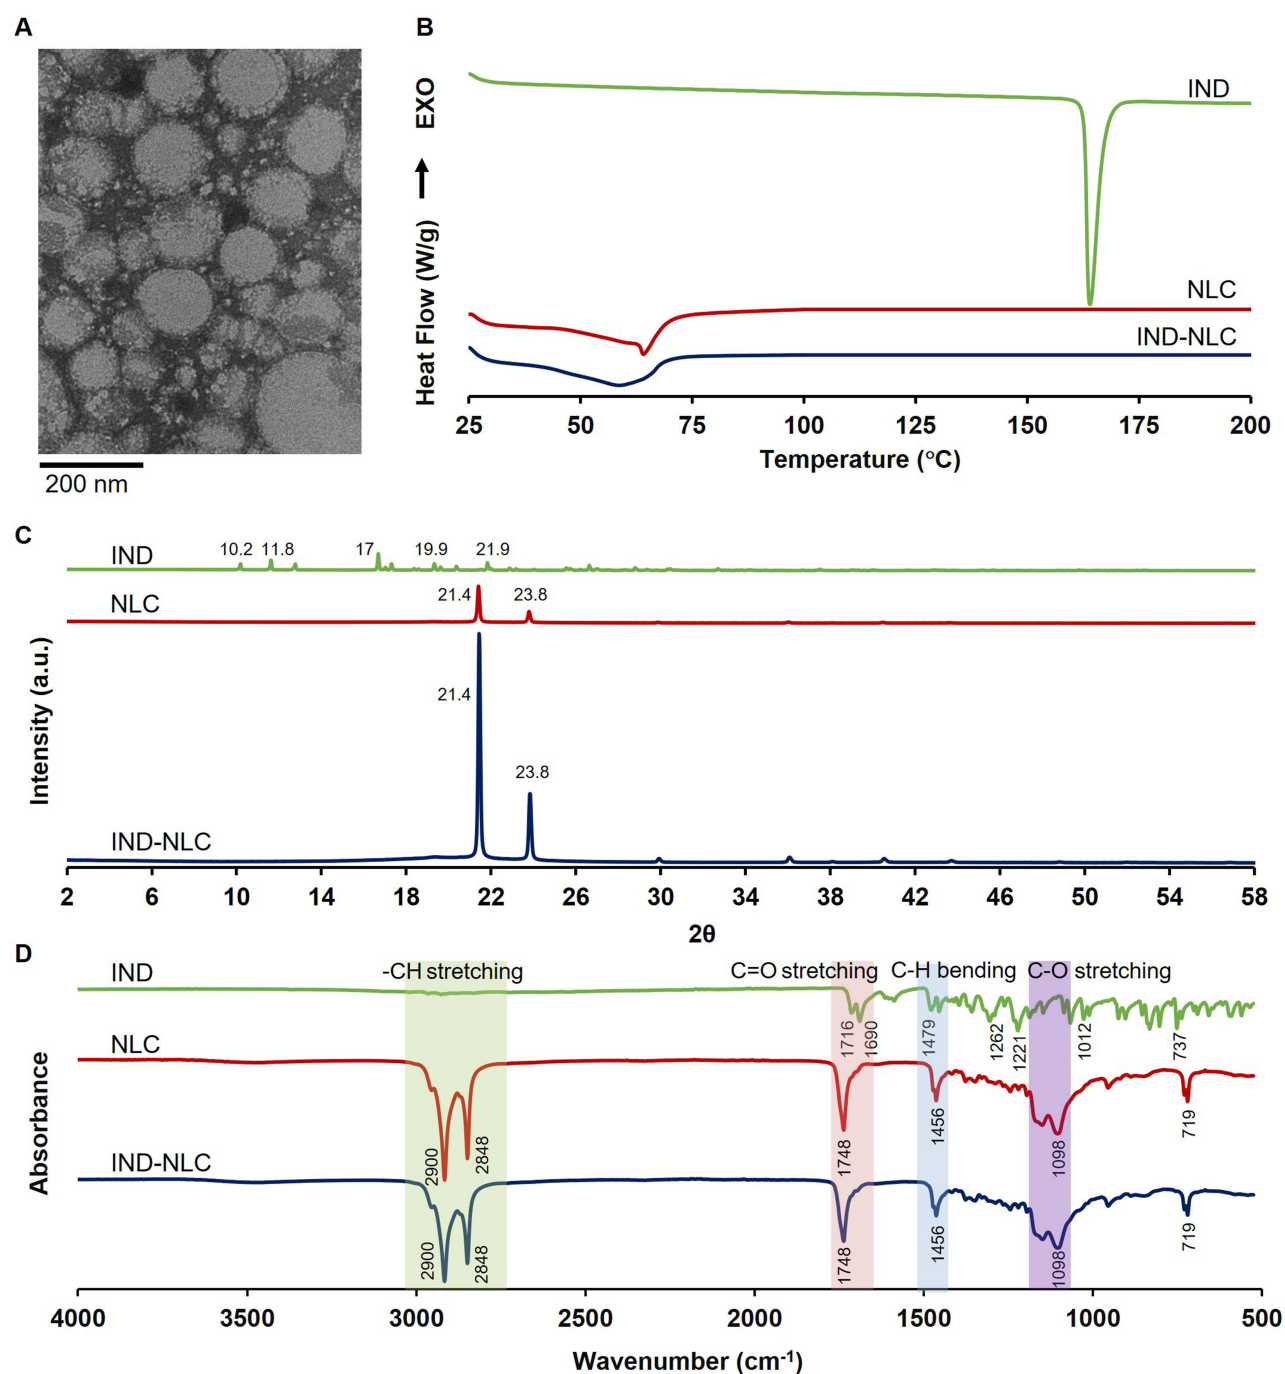 A
200 nm
B
Heat Flow (W/g) → EXO
IND
NLC
IND-NLC
25 50 75 100 125 150 175 200
Temperature (°C)
C
Intensity (a.u.)
IND
10.2 11.8 17 19.9 21.9
NLC
21.4 23.8
21.4
23.8
IND-NLC
2 6 10 14 18 22 26 30 34 38 42 46 50 54 58
2θ
D
Absorbance
-CH stretching C=O stretching C-H bending C-O stretching
IND
1716 1690 1479 1262 1221 1012 737
NLC
2900 2848 1748 1456 1098 719
IND-NLC
2900 2848 1748 1456 1098 719
4000 3500 3000 2500 2000 1500 1000 500
Wavenumber (cm-1)